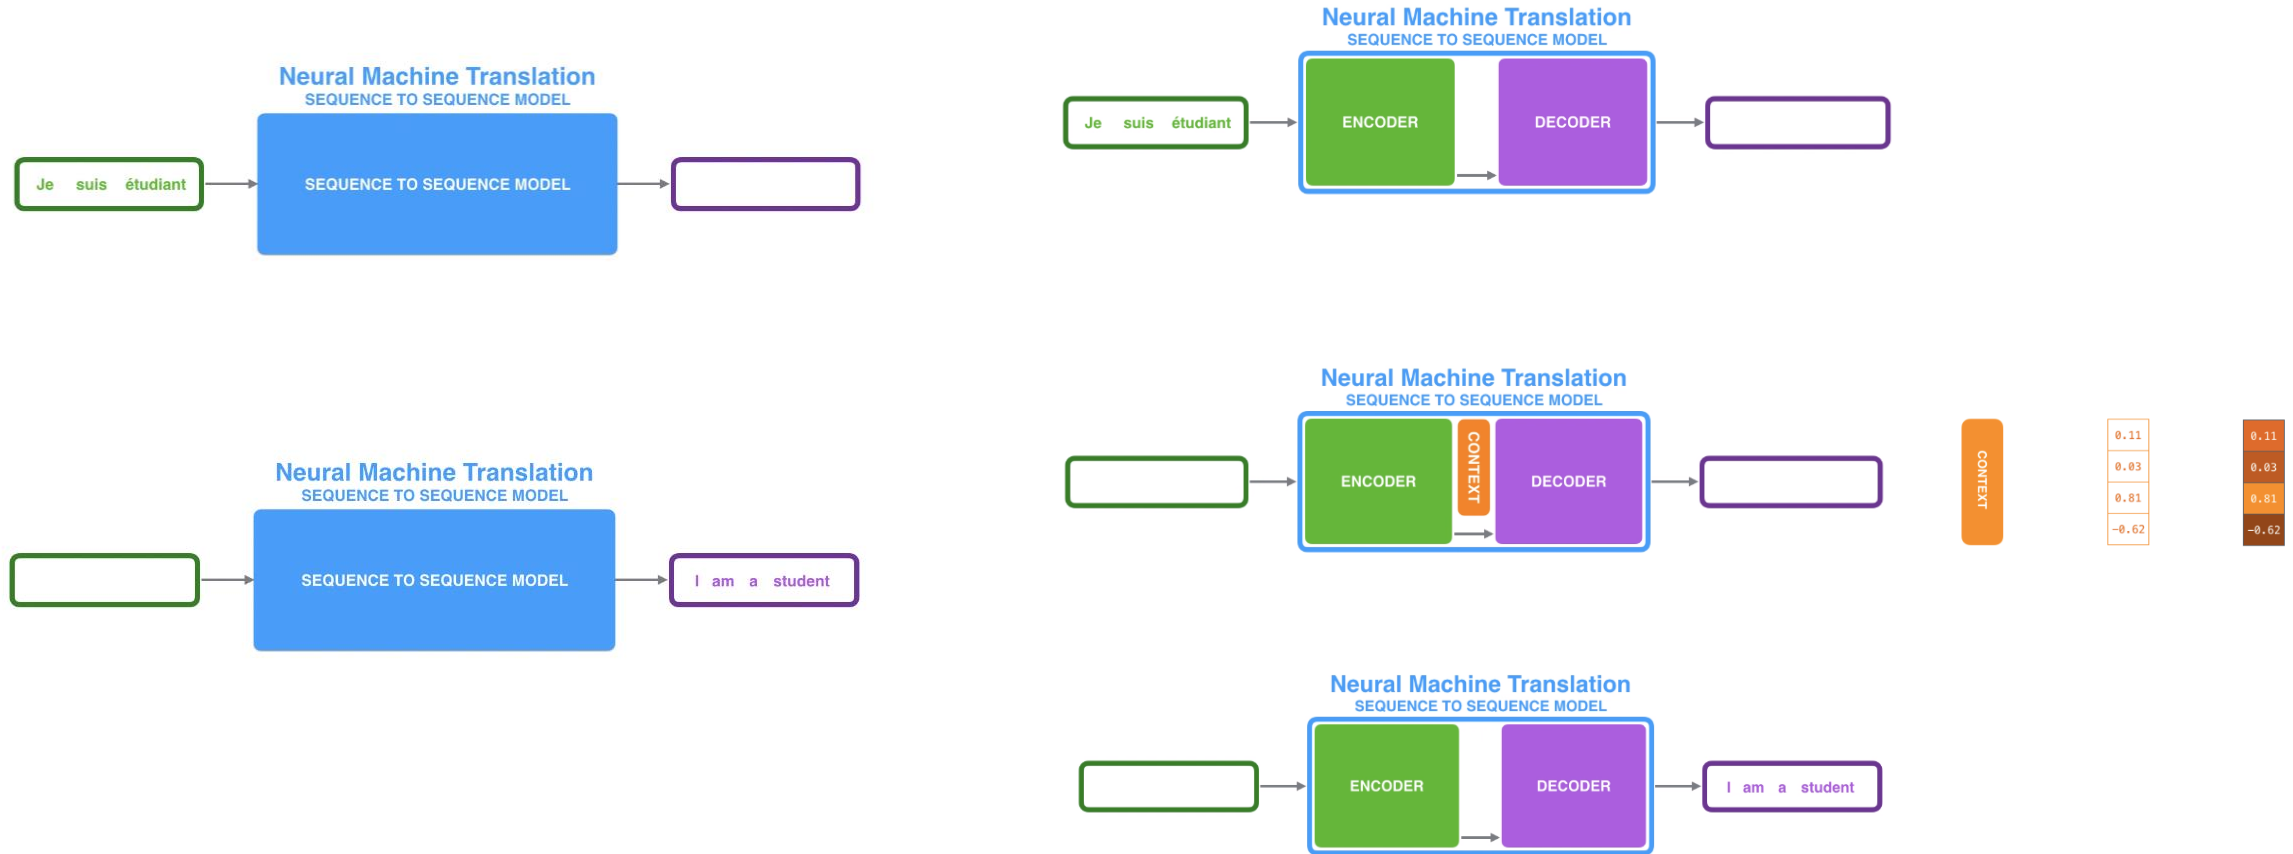 Neural Machine Translation
SEQUENCE TO SEQUENCE MODEL
Je suis étudiant
SEQUENCE TO SEQUENCE MODEL
Neural Machine Translation
SEQUENCE TO SEQUENCE MODEL
SEQUENCE TO SEQUENCE MODEL
I am a student
Neural Machine Translation
SEQUENCE TO SEQUENCE MODEL
Je suis étudiant
ENCODER
DECODER
Neural Machine Translation
SEQUENCE TO SEQUENCE MODEL
ENCODER
CONTEXT
DECODER
CONTEXT
0.11
0.03
0.81
-0.62
0.11
0.03
0.81
-0.62
Neural Machine Translation
SEQUENCE TO SEQUENCE MODEL
ENCODER
DECODER
I am a student